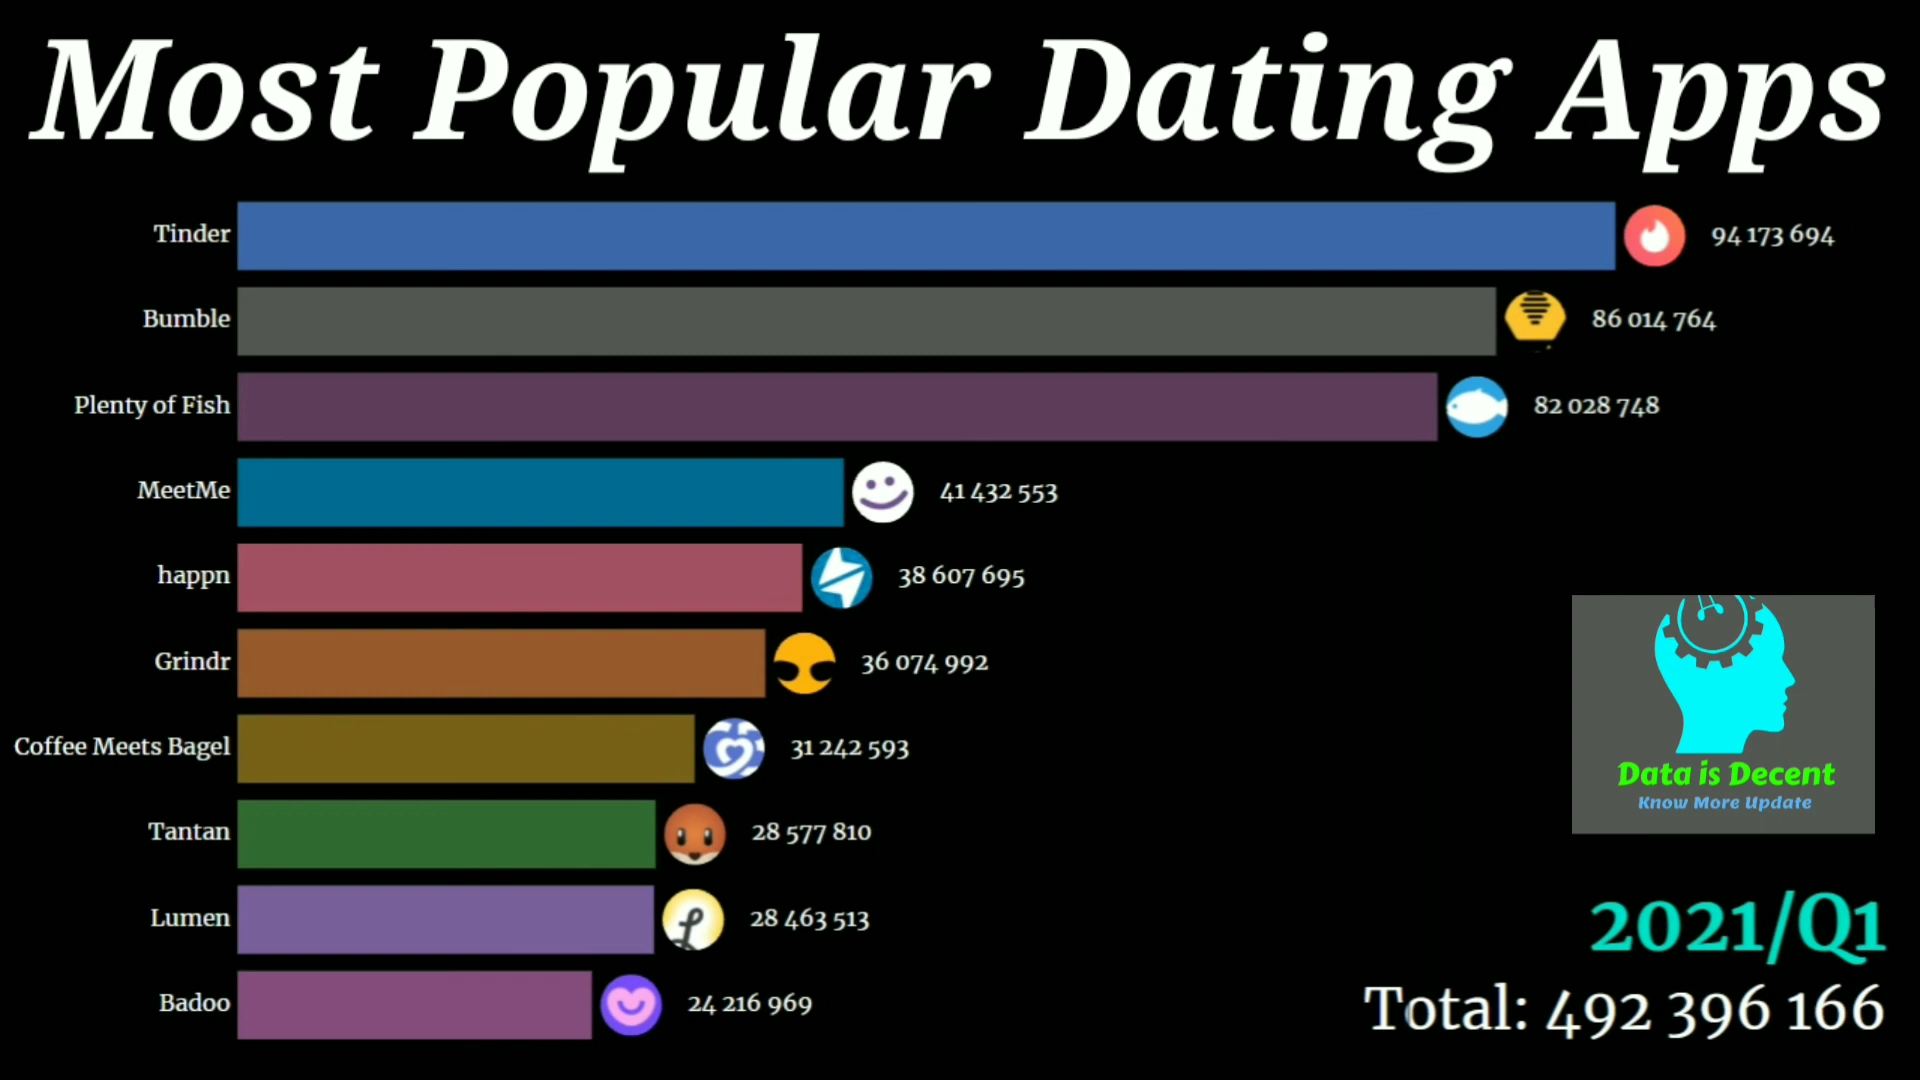 Most Popular Dating Apps
Tinder 94 173 694
Bumble 86 014 764
Plenty of Fish 82 028 748
MeetMe 41 432 553
happn 38 607 695
Grindr 36 074 992
Coffee Meets Bagel 31 242 593
Tantan 28 577 810
Lumen 28 463 513
Badoo 24 216 969
Data is Decent
Know More Update
2021/Q1
Total: 492 396 166